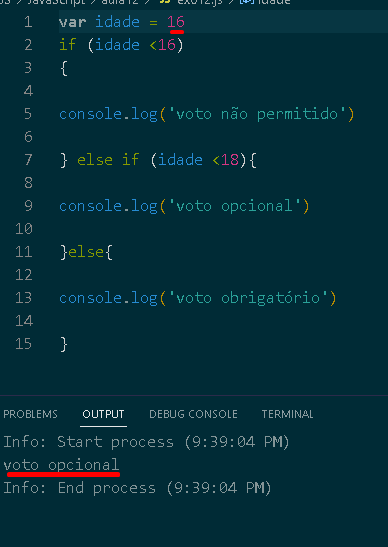 JavaScript > aula12 > ex012.js > idade
1 var idade = 16
2 if (idade <16)
3 {
4
5 console.log('voto não permitido')
6
7 } else if (idade <18){
8
9 console.log('voto opcional')
10
11 }else{
12
13 console.log('voto obrigatório')
14
15 }
PROBLEMS OUTPUT DEBUG CONSOLE TERMINAL
Info: Start process (9:39:04 PM)
voto opcional
Info: End process (9:39:04 PM)